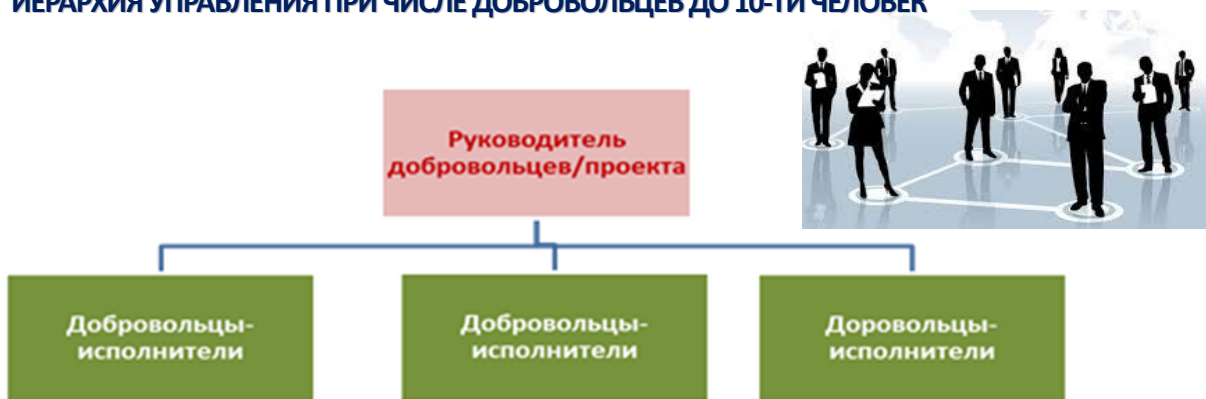 ИЕРАРХИЯ УПРАВЛЕНИЯ ПРИ ЧИСЛЕ ДОБРОВОЛЬЦЕВ ДО 10-ТИ ЧЕЛОВЕК
Руководитель
добровольцев/проекта
Добровольцы-
исполнители
Добровольцы-
исполнители
Доровольцы-
исполнители